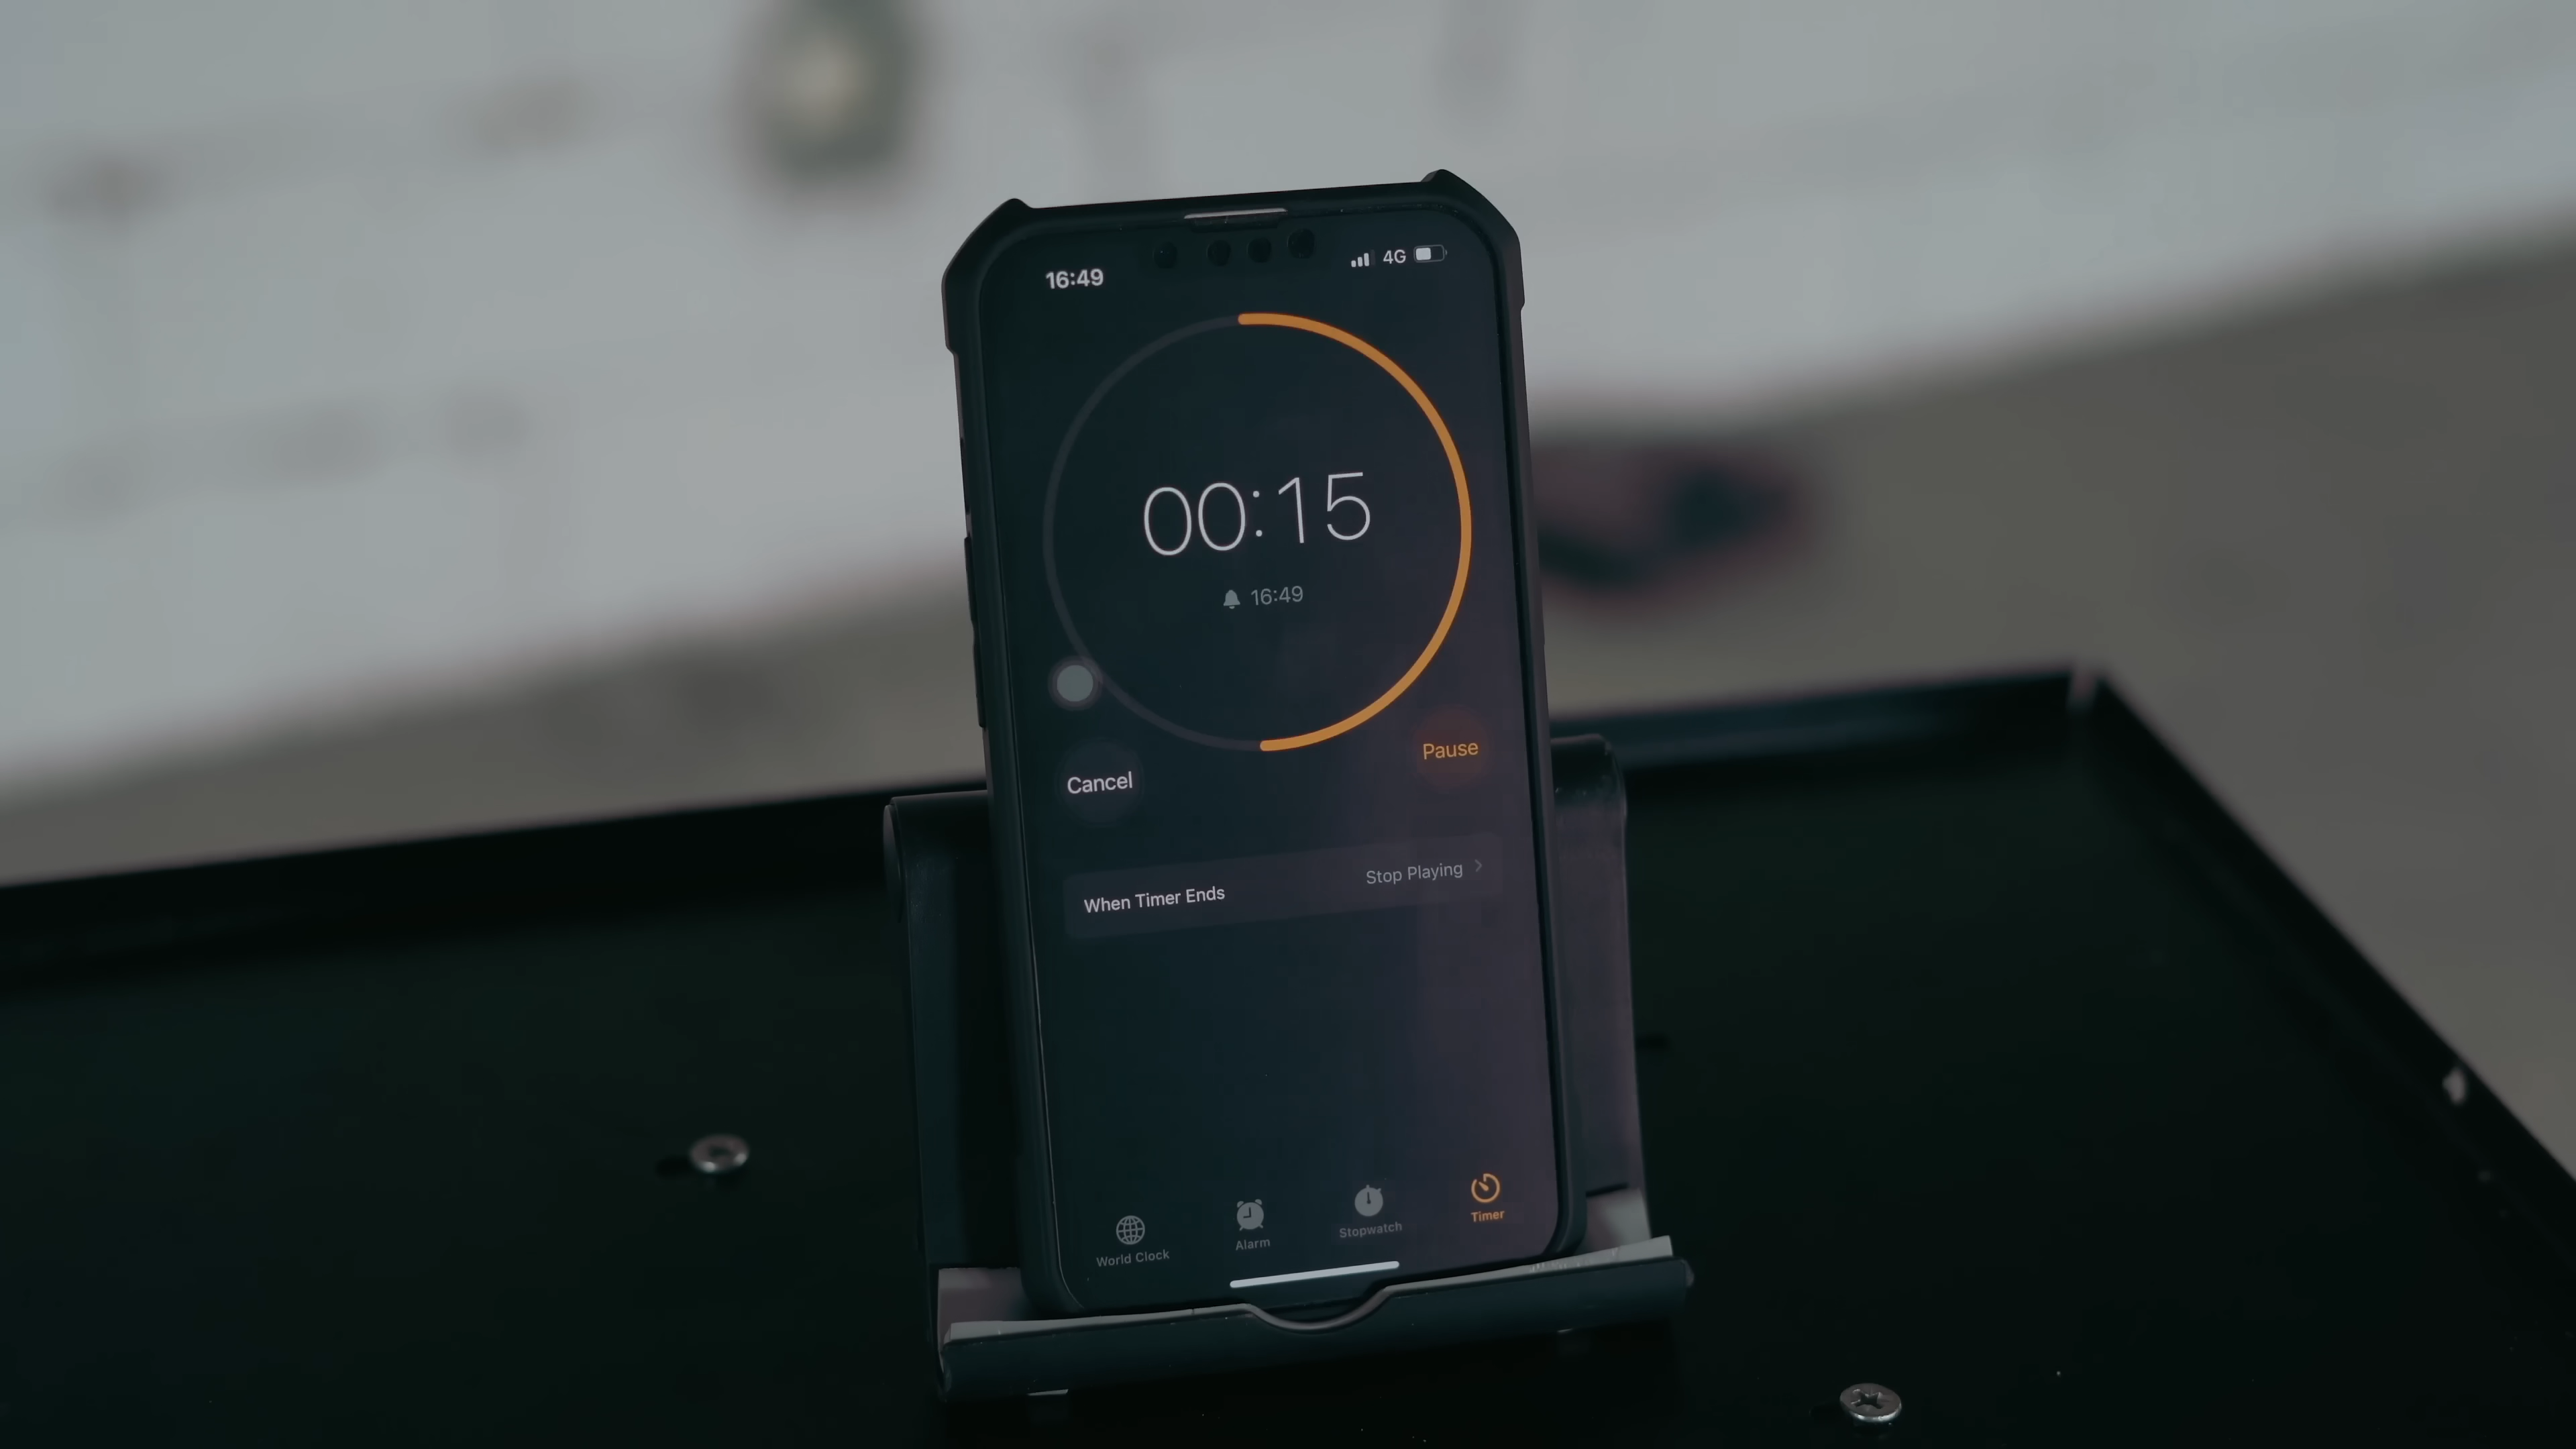 16:49
4G
00:15
16:49
Cancel
Pause
When Timer Ends
Stop Playing
World Clock
Alarm
Stopwatch
Timer